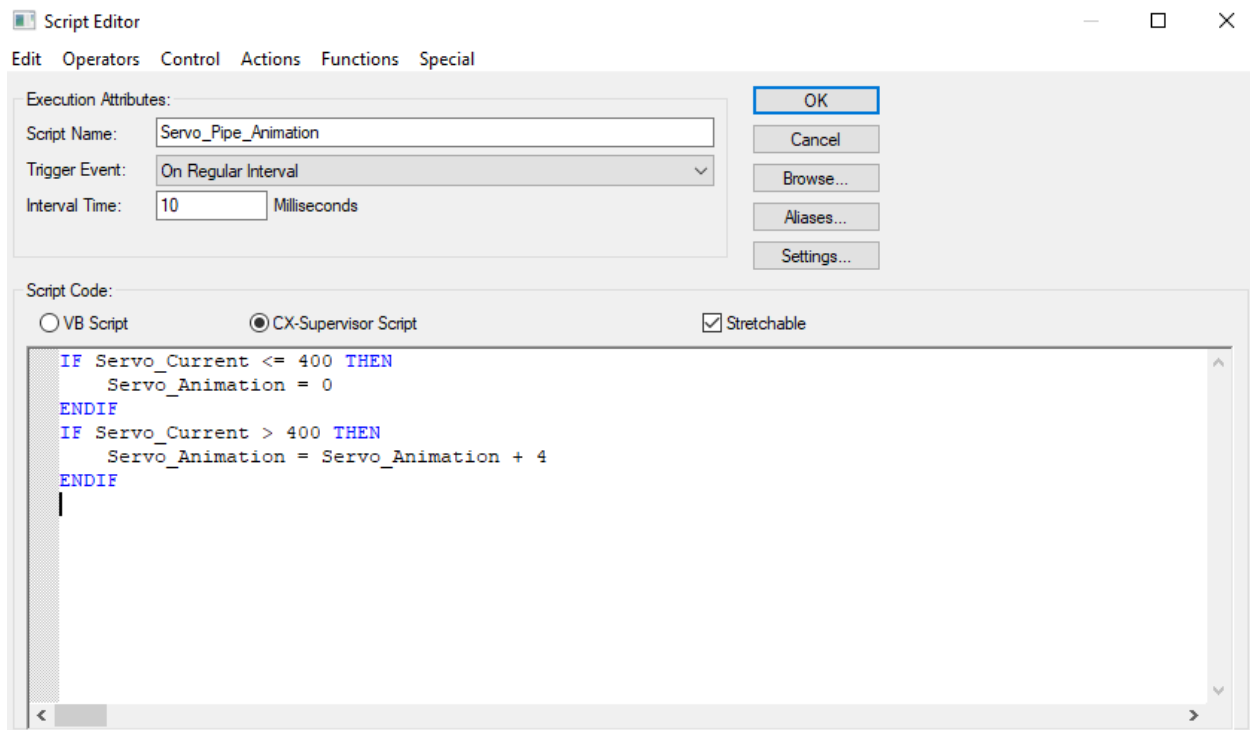 Script Editor
Edit Operators Control Actions Functions Special
Execution Attributes:
Script Name: Servo_Pipe_Animation
Trigger Event: On Regular Interval
Interval Time: 10 Milliseconds
OK
Cancel
Browse...
Aliases...
Settings...
Script Code:
VB Script CX-Supervisor Script Stretchable
IF Servo_Current <= 400 THEN
    Servo_Animation = 0
ENDIF
IF Servo_Current > 400 THEN
    Servo_Animation = Servo_Animation + 4
ENDIF